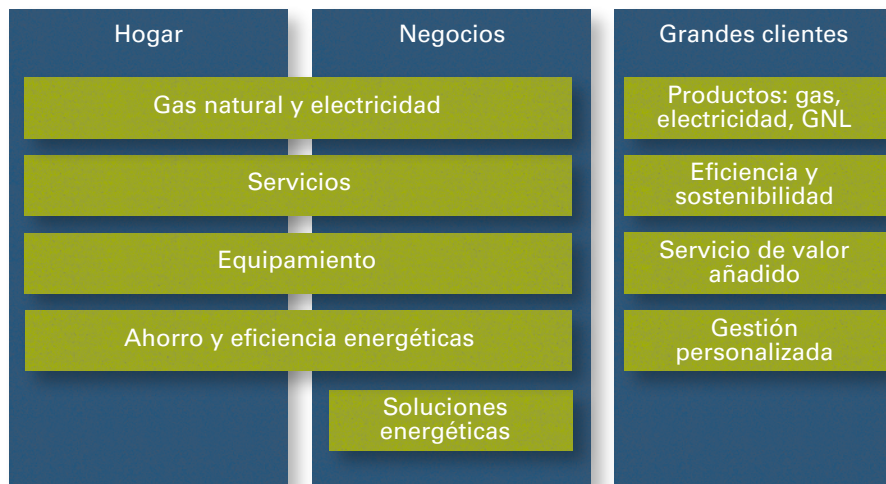 Hogar
Negocios
Grandes clientes
Gas natural y electricidad
Productos: gas,
electricidad, GNL
Servicios
Eficiencia y
sostenibilidad
Equipamiento
Servicio de valor
añadido
Ahorro y eficiencia energéticas
Gestión
personalizada
Soluciones
energéticas